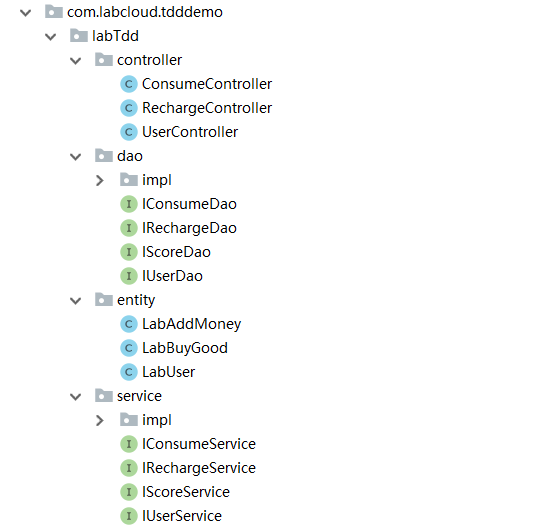 com.labcloud.tdddemo
labTdd
controller
C ConsumeController
C RechargeController
C UserController
dao
impl
I IConsumeDao
I IRechargeDao
I IScoreDao
I IUserDao
entity
C LabAddMoney
C LabBuyGood
C LabUser
service
impl
I IConsumeService
I IRechargeService
I IScoreService
I IUserService